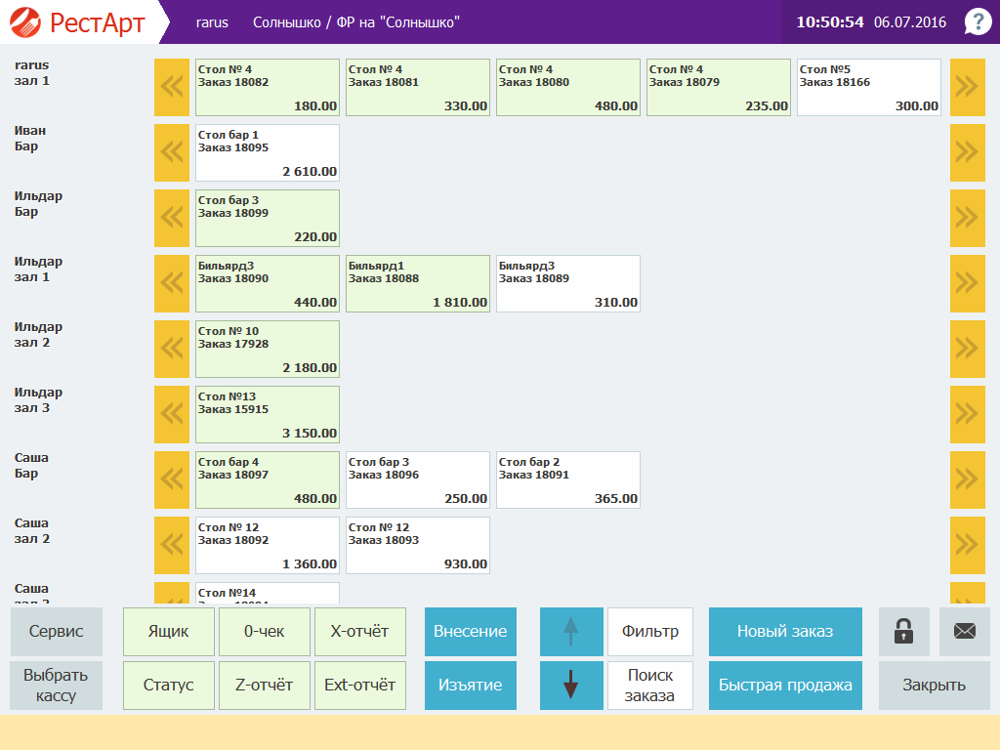 РестАрт
rarus Солнышко / ФР на "Солнышко"
10:50:54 06.07.2016 ?
rarus
зал 1
Стол № 4
Заказ 18082
180.00
Стол № 4
Заказ 18081
330.00
Стол № 4
Заказ 18080
480.00
Стол № 4
Заказ 18079
235.00
Стол №5
Заказ 18166
300.00
Иван
Бар
Стол бар 1
Заказ 18095
2 610.00
Ильдар
Бар
Стол бар 3
Заказ 18099
220.00
Ильдар
зал 1
Бильярд3
Заказ 18090
440.00
Бильярд1
Заказ 18088
1 810.00
Бильярд3
Заказ 18089
310.00
Ильдар
зал 2
Стол № 10
Заказ 17928
2 180.00
Ильдар
зал 3
Стол №13
Заказ 15915
3 150.00
Саша
Бар
Стол бар 4
Заказ 18097
480.00
Стол бар 3
Заказ 18096
250.00
Стол бар 2
Заказ 18091
365.00
Саша
зал 2
Стол № 12
Заказ 18092
1 360.00
Стол № 12
Заказ 18093
930.00
Саша
Стол №14
Сервис
Ящик
0-чек
X-отчёт
Внесение
Фильтр
Новый заказ
Выбрать
кассу
Статус
Z-отчёт
Ext-отчёт
Изъятие
Поиск
заказа
Быстрая продажа
Закрыть